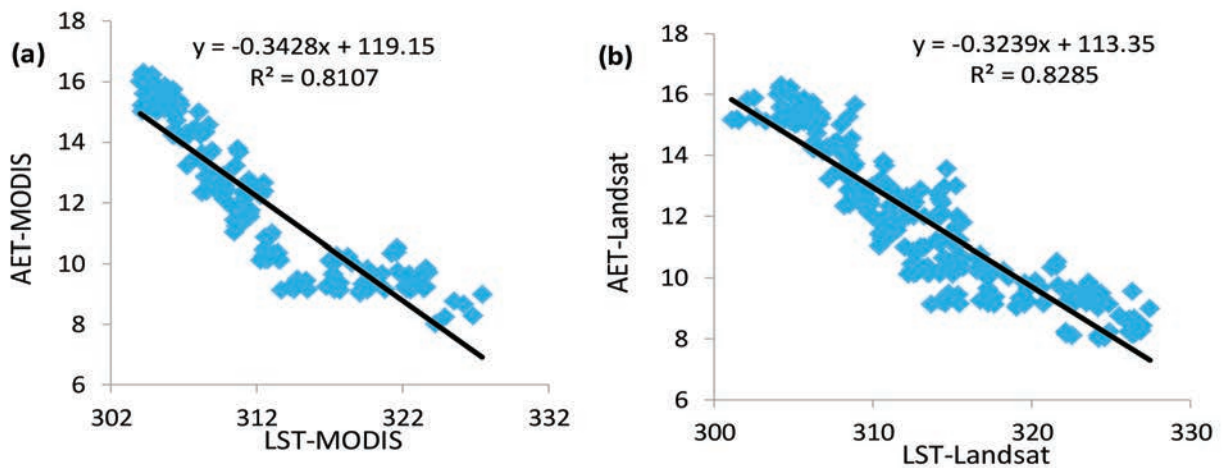 (a)
y = -0.3428x + 119.15
R² = 0.8107
AET-MODIS
18
16
14
12
10
8
6
302
312
322
332
LST-MODIS
(b)
y = -0.3239x + 113.35
R² = 0.8285
AET-Landsat
18
16
14
12
10
8
6
300
310
320
330
LST-Landsat